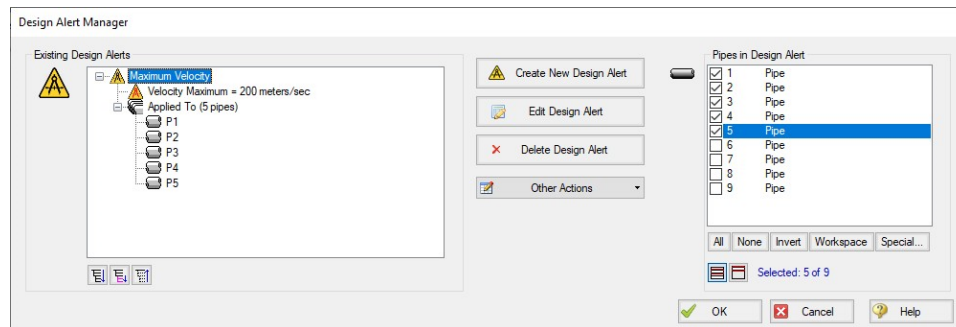 Design Alert Manager
Existing Design Alerts
Maximum Velocity
Velocity Maximum = 200 meters/sec
Applied To (5 pipes)
P1
P2
P3
P4
P5
Create New Design Alert
Edit Design Alert
Delete Design Alert
Other Actions
Pipes in Design Alert
1 Pipe
2 Pipe
3 Pipe
4 Pipe
5 Pipe
6 Pipe
7 Pipe
8 Pipe
9 Pipe
All None Invert Workspace Special...
Selected: 5 of 9
OK Cancel Help